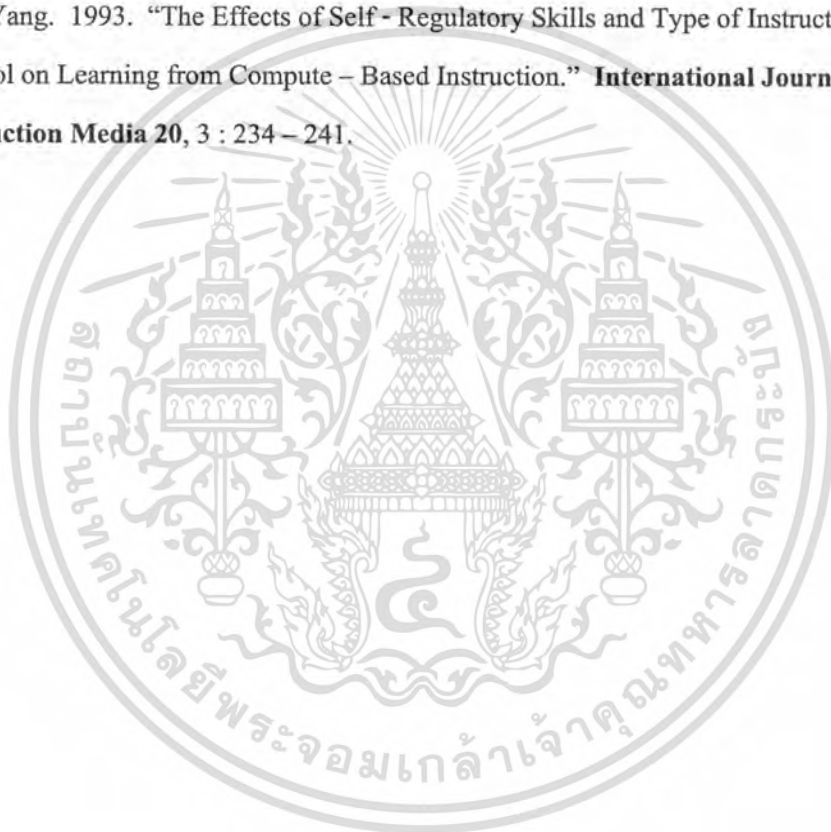 Yang. 1993. “The Effects of Self - Regulatory Skills and Type of Instruct
ol on Learning from Compute – Based Instruction.” International Journ
uction Media 20, 3 : 234 – 241.
สถาบันเทคโนโลยีพระจอมเกล้าเจ้าคุณทหารลาดกระบัง